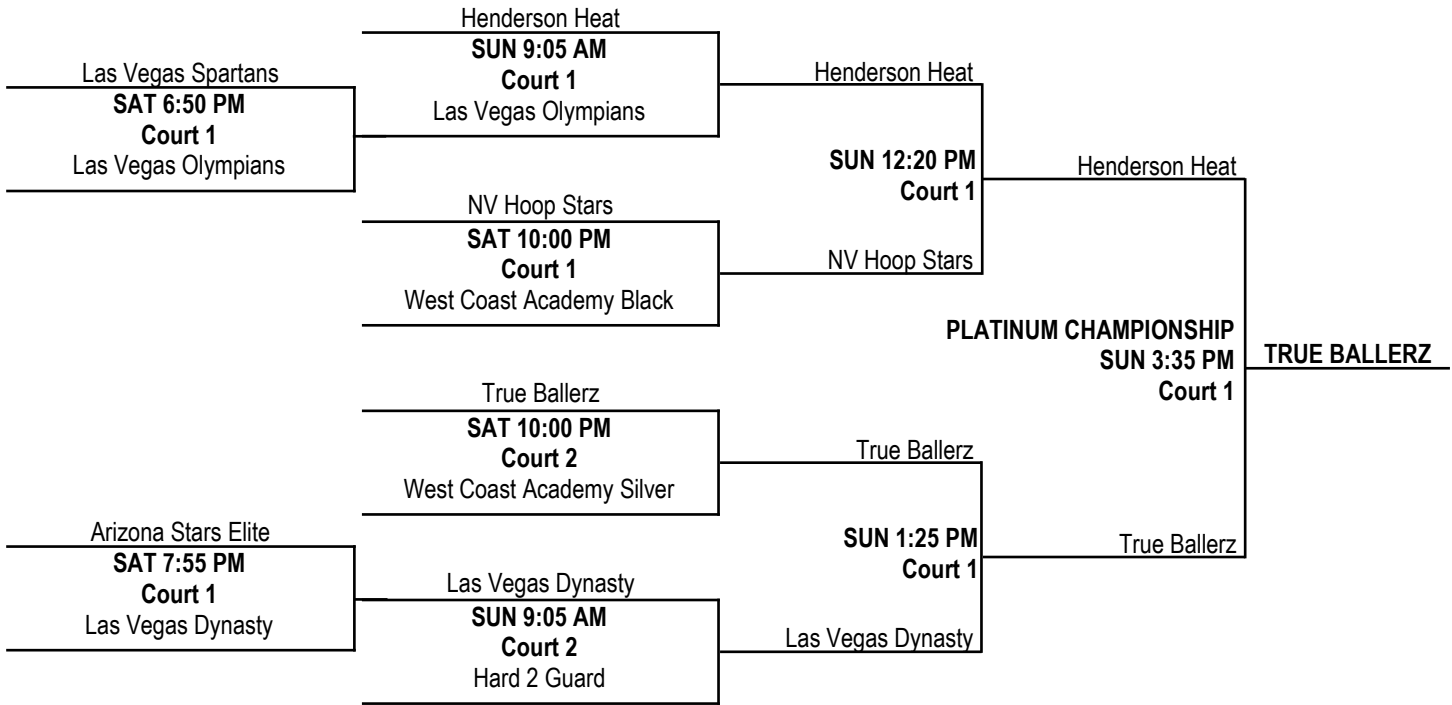 Henderson Heat
SUN 9:05 AM
Court 1
Las Vegas Olympians
Las Vegas Spartans
SAT 6:50 PM
Court 1
Las Vegas Olympians
Henderson Heat
SUN 12:20 PM
Court 1
NV Hoop Stars
NV Hoop Stars
SAT 10:00 PM
Court 1
West Coast Academy Black
Henderson Heat
PLATINUM CHAMPIONSHIP
SUN 3:35 PM
Court 1
TRUE BALLERZ
True Ballerz
SAT 10:00 PM
Court 2
West Coast Academy Silver
True Ballerz
SUN 1:25 PM
Court 1
Las Vegas Dynasty
True Ballerz
Arizona Stars Elite
SAT 7:55 PM
Court 1
Las Vegas Dynasty
Las Vegas Dynasty
SUN 9:05 AM
Court 2
Hard 2 Guard